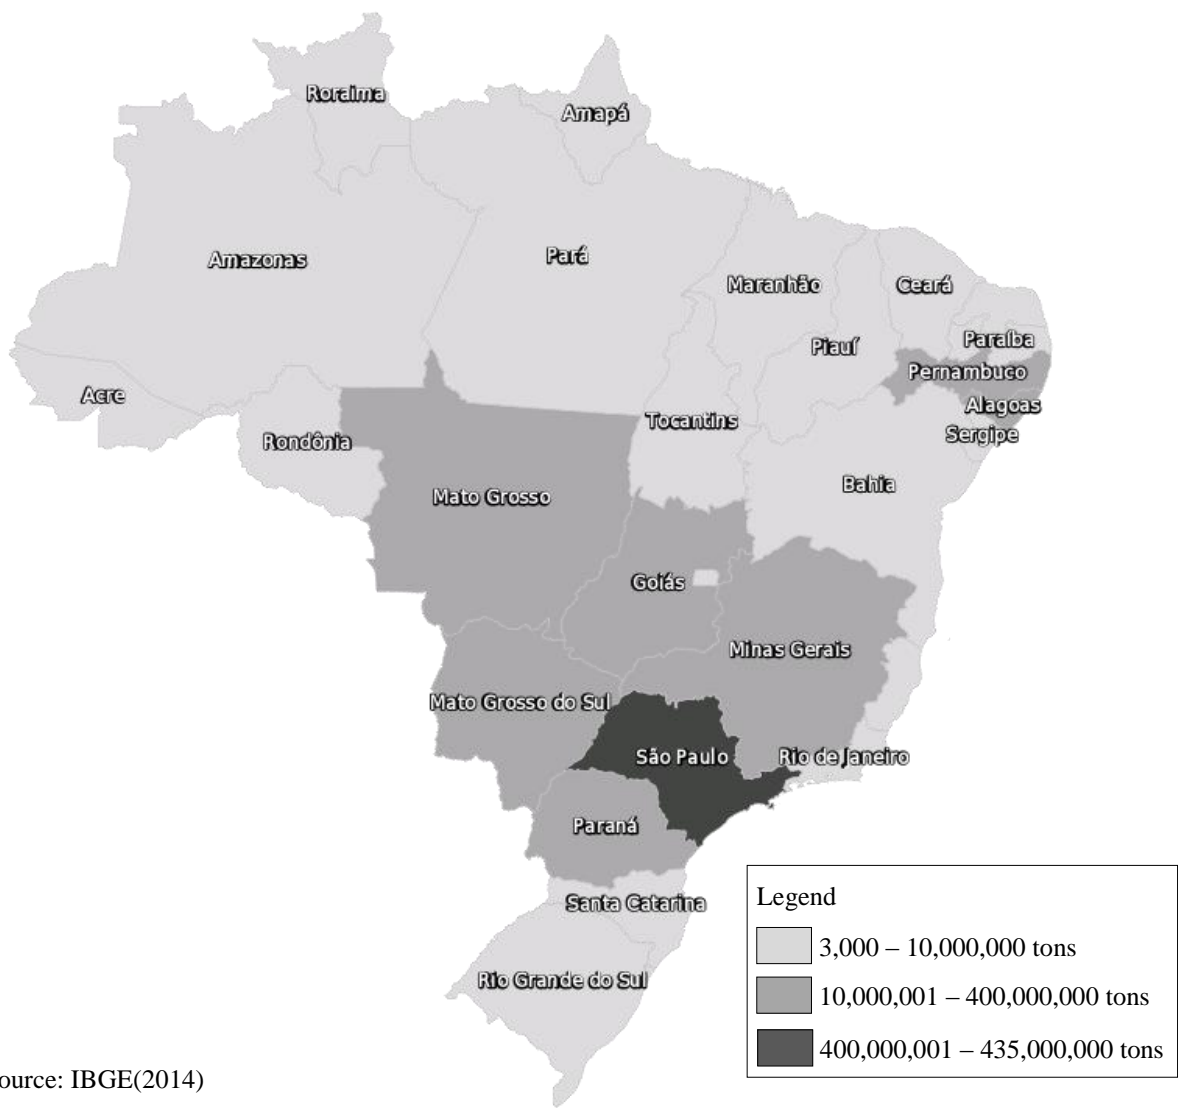 Roraima
Amapá
Amazonas
Pará
Maranhão
Ceará
Piauí
Paraíba
Pernambuco
Acre
Alagoas
Tocantins
Sergipe
Rondônia
Bahia
Mato Grosso
Goiás
Minas Gerais
Mato Grosso do Sul
São Paulo
Rio de Janeiro
Paraná
Santa Catarina
Rio Grande do Sul
Legend
3,000 – 10,000,000 tons
10,000,001 – 400,000,000 tons
400,000,001 – 435,000,000 tons
ource: IBGE(2014)